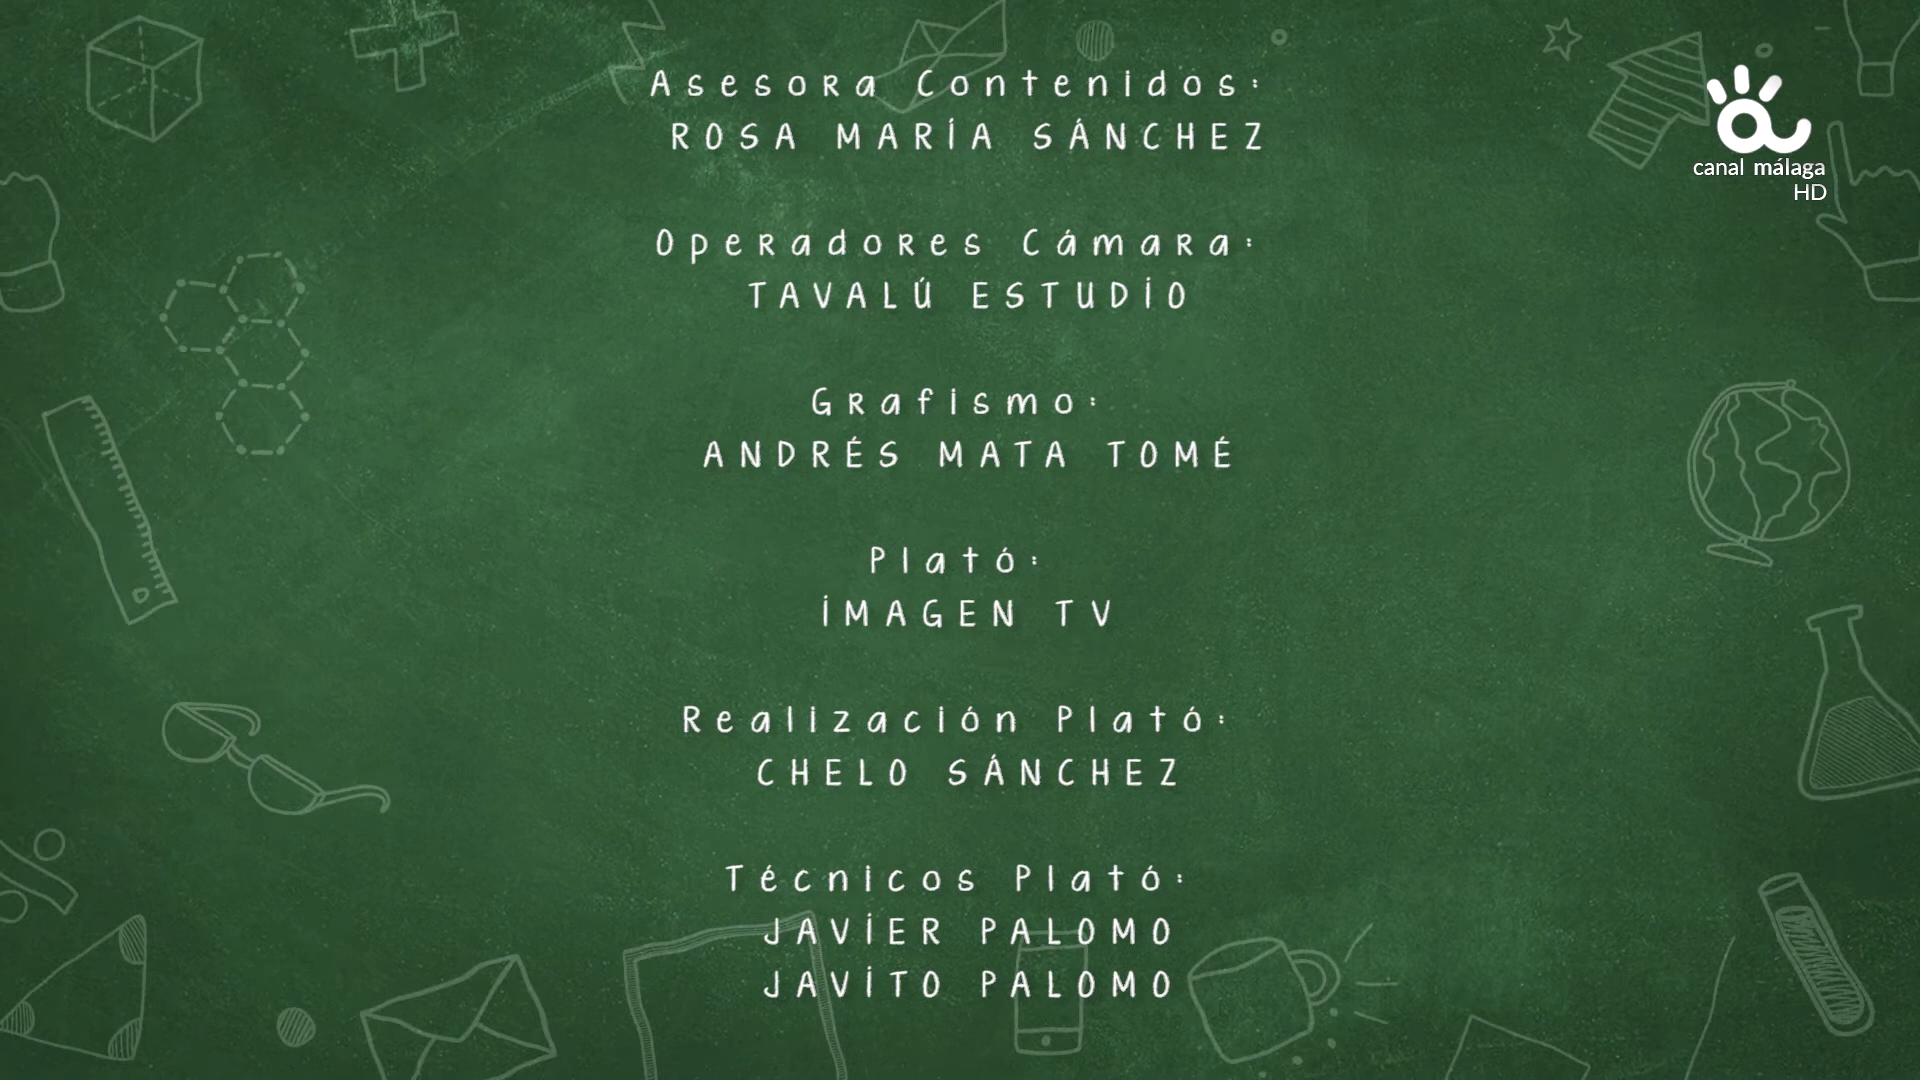 Asesora Contenidos:
ROSA MARÍA SÁNCHEZ
Operadores Cámara:
TAVALÚ ESTUDIO
Grafismo:
ANDRÉS MATA TOMÉ
Plató:
IMAGEN TV
Realización Plató:
CHELO SÁNCHEZ
Técnicos Plató:
JAVIER PALOMO
JAVITO PALOMO
canal málaga
HD